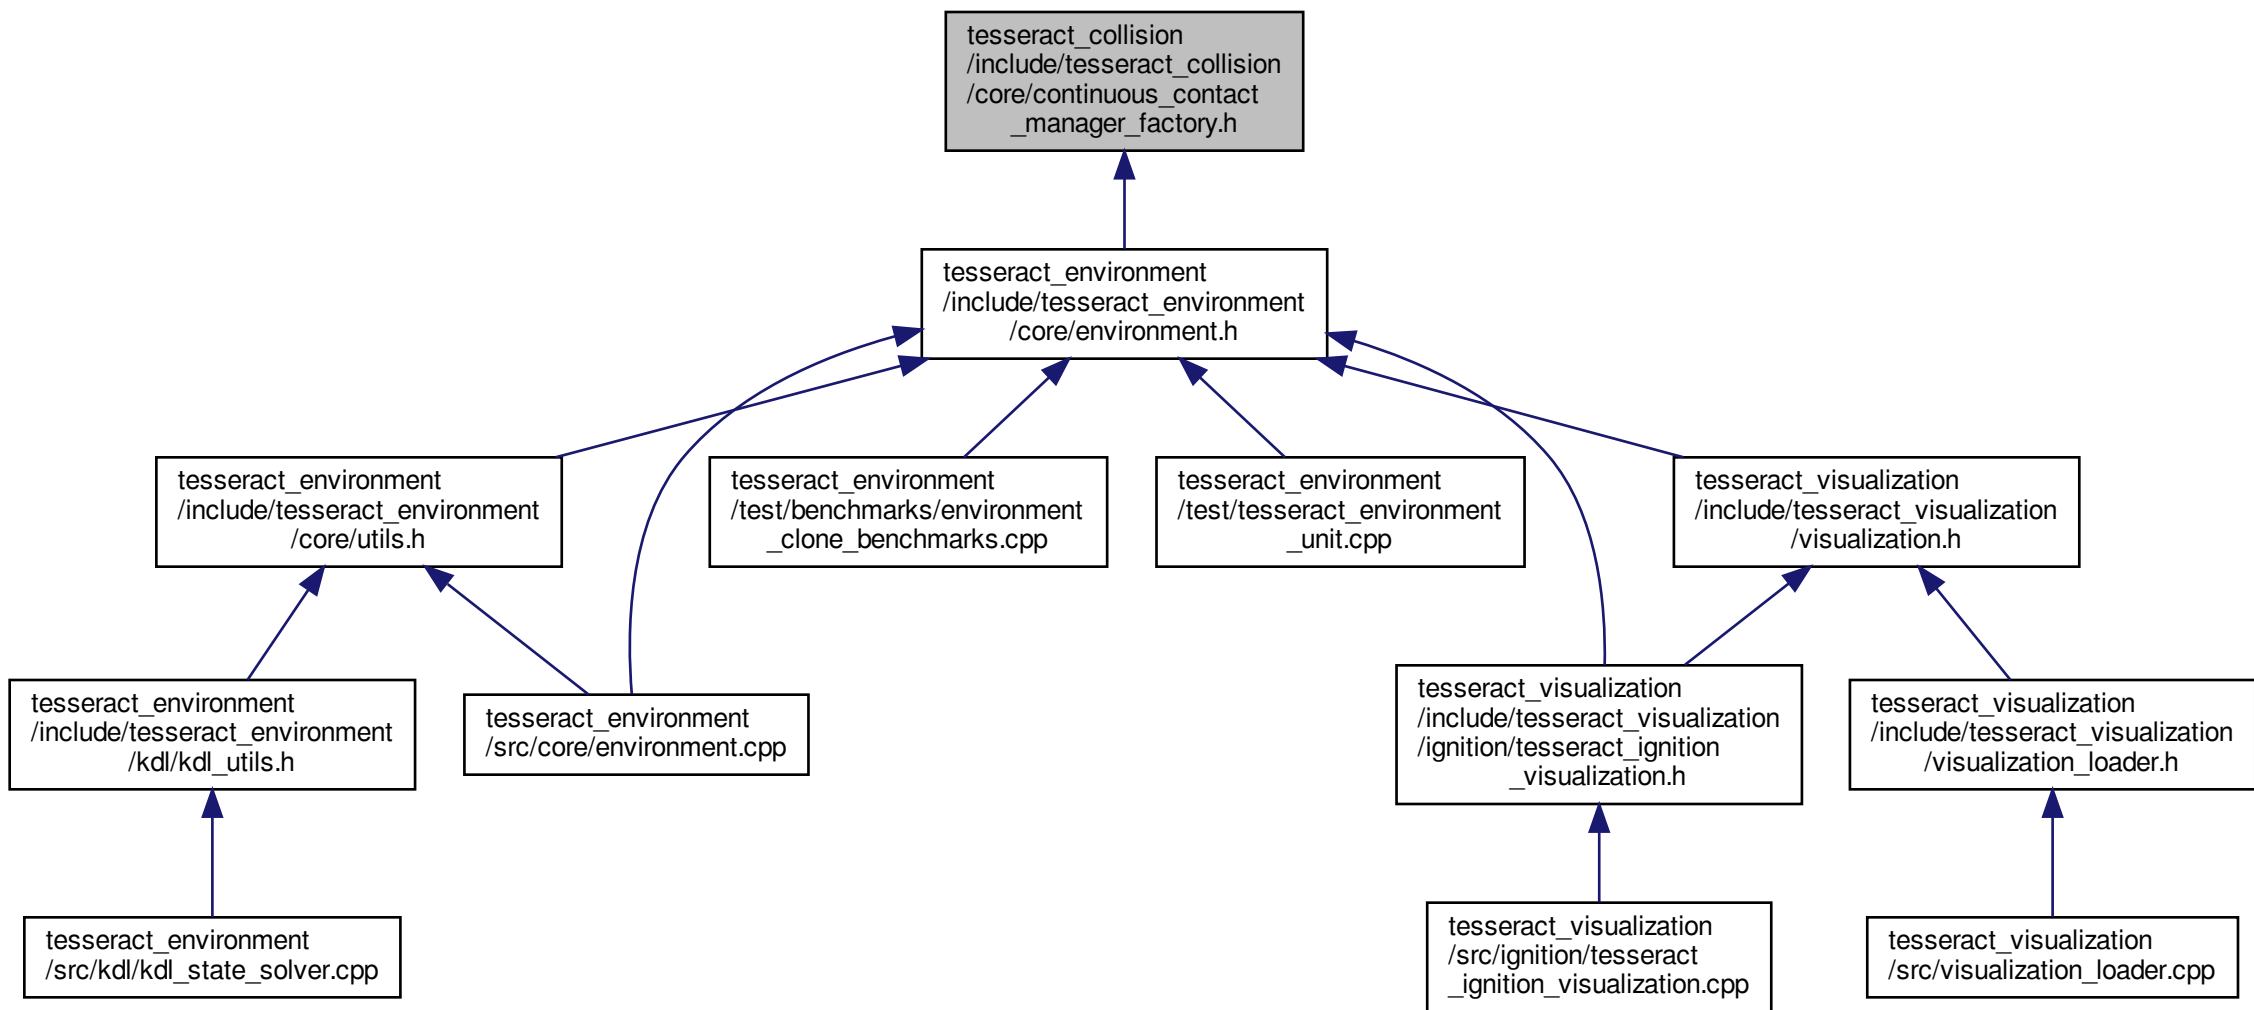 tesseract_collision
/include/tesseract_collision
/core/continuous_contact
_manager_factory.h
tesseract_environment
/include/tesseract_environment
/core/environment.h
tesseract_environment
/include/tesseract_environment
/core/utils.h
tesseract_environment
/test/benchmarks/environment
_clone_benchmarks.cpp
tesseract_environment
/test/tesseract_environment
_unit.cpp
tesseract_visualization
/include/tesseract_visualization
/visualization.h
tesseract_environment
/include/tesseract_environment
/kdl/kdl_utils.h
tesseract_environment
/src/core/environment.cpp
tesseract_visualization
/include/tesseract_visualization
/ignition/tesseract_ignition
_visualization.h
tesseract_visualization
/include/tesseract_visualization
/visualization_loader.h
tesseract_environment
/src/kdl/kdl_state_solver.cpp
tesseract_visualization
/src/ignition/tesseract
_ignition_visualization.cpp
tesseract_visualization
/src/visualization_loader.cpp